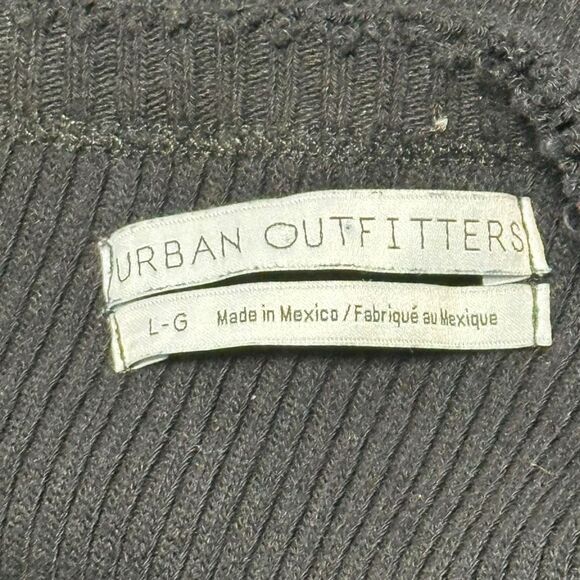 URBAN OUTFITTERS
L-G Made in Mexico / Fabriqué au Mexique